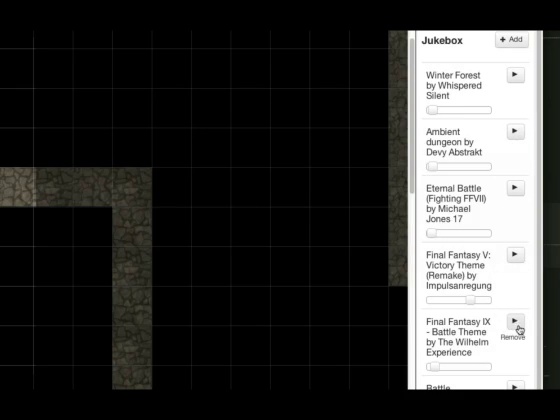 Jukebox
+ Add
Winter Forest
by Whispered
Silent
Ambient
dungeon by
Devy Abstrakt
Eternal Battle
(Fighting FFVII)
by Michael
Jones 17
Final Fantasy V:
Victory Theme
(Remake) by
Impulsanregung
Final Fantasy IX
- Battle Theme
by The Wilhelm
Experience
Remove
Battle